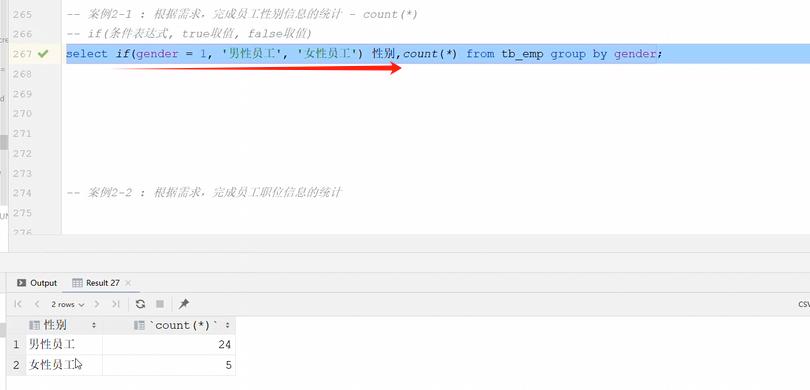 265 -- 案例2-1 : 根据需求，完成员工性别信息的统计 - count(*)
266 -- if(条件表达式, true取值, false取值)
267 select if(gender = 1, '男性员工', '女性员工') 性别,count(*) from tb_emp group by gender;
268
269
270
271
272
273
274 -- 案例2-2 : 根据需求，完成员工职位信息的统计
275
276
Output Result 27
2 rows CSV
性别 `count(*)`
1 男性员工 24
2 女性员工 5